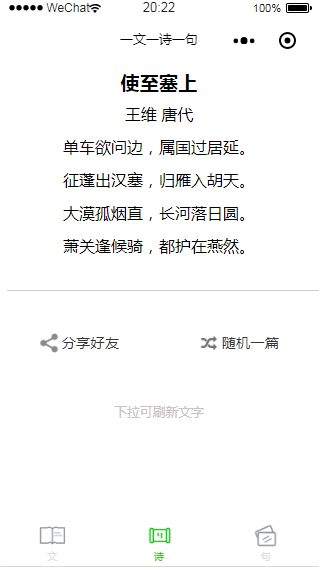 WeChat 20:22 100%
一文一诗一句
使至塞上
王维 唐代
单车欲问边，属国过居延。
征蓬出汉塞，归雁入胡天。
大漠孤烟直，长河落日圆。
萧关逢候骑，都护在燕然。
分享好友 随机一篇
下拉可刷新文字
文 诗 句